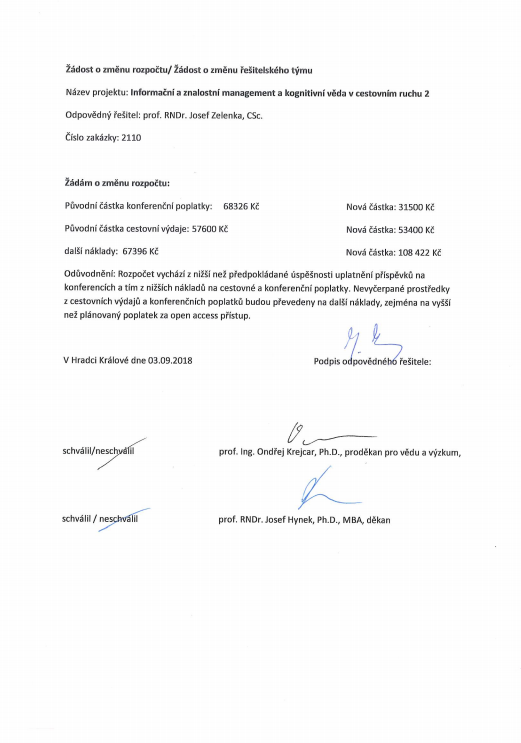 Žádost o změnu rozpočtu/ Žádost o změnu řešitelského týmu
Název projektu: Informační a znalostní management a kognitivní věda v cestovním ruchu 2
Odpovědný řešitel: prof. RNDr. Josef Zelenka, CSc.
Číslo zakázky: 2110
Žádám o změnu rozpočtu:
Původní částka konferenční poplatky: 68326 Kč Nová částka: 31500 Kč
Původní částka cestovní výdaje: 57600 Kč Nová částka: 53400 Kč
další náklady: 67396 Kč Nová částka: 108 422 Kč
Odůvodnění: Rozpočet vychází z nižší než předpokládané úspěšnosti uplatnění příspěvků na
konferencích a tím z nižších nákladů na cestovné a konferenční poplatky. Nevyčerpané prostředky
z cestovních výdajů a konferenčních poplatků budou převedeny na další náklady, zejména na vyšší
než plánovaný poplatek za open access přístup.
V Hradci Králové dne 03.09.2018 Podpis odpovědného řešitele:
schválil/neschválil prof. Ing. Ondřej Krejcar, Ph.D., proděkan pro vědu a výzkum,
schválil / neschválil prof. RNDr. Josef Hynek, Ph.D., MBA, děkan